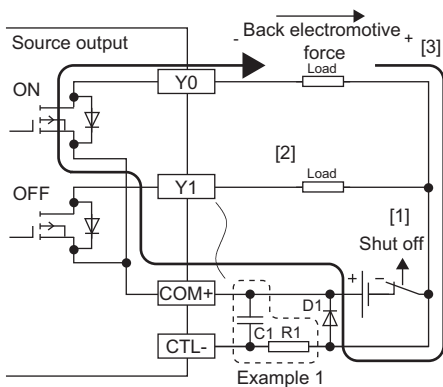 Back electromotive
force
- +
[3]
Source output
Y0
Load
ON
[2]
OFF
Y1
Load
[1]
Shut off
COM+
+ -
D1
C1
R1
CTL-
Example 1